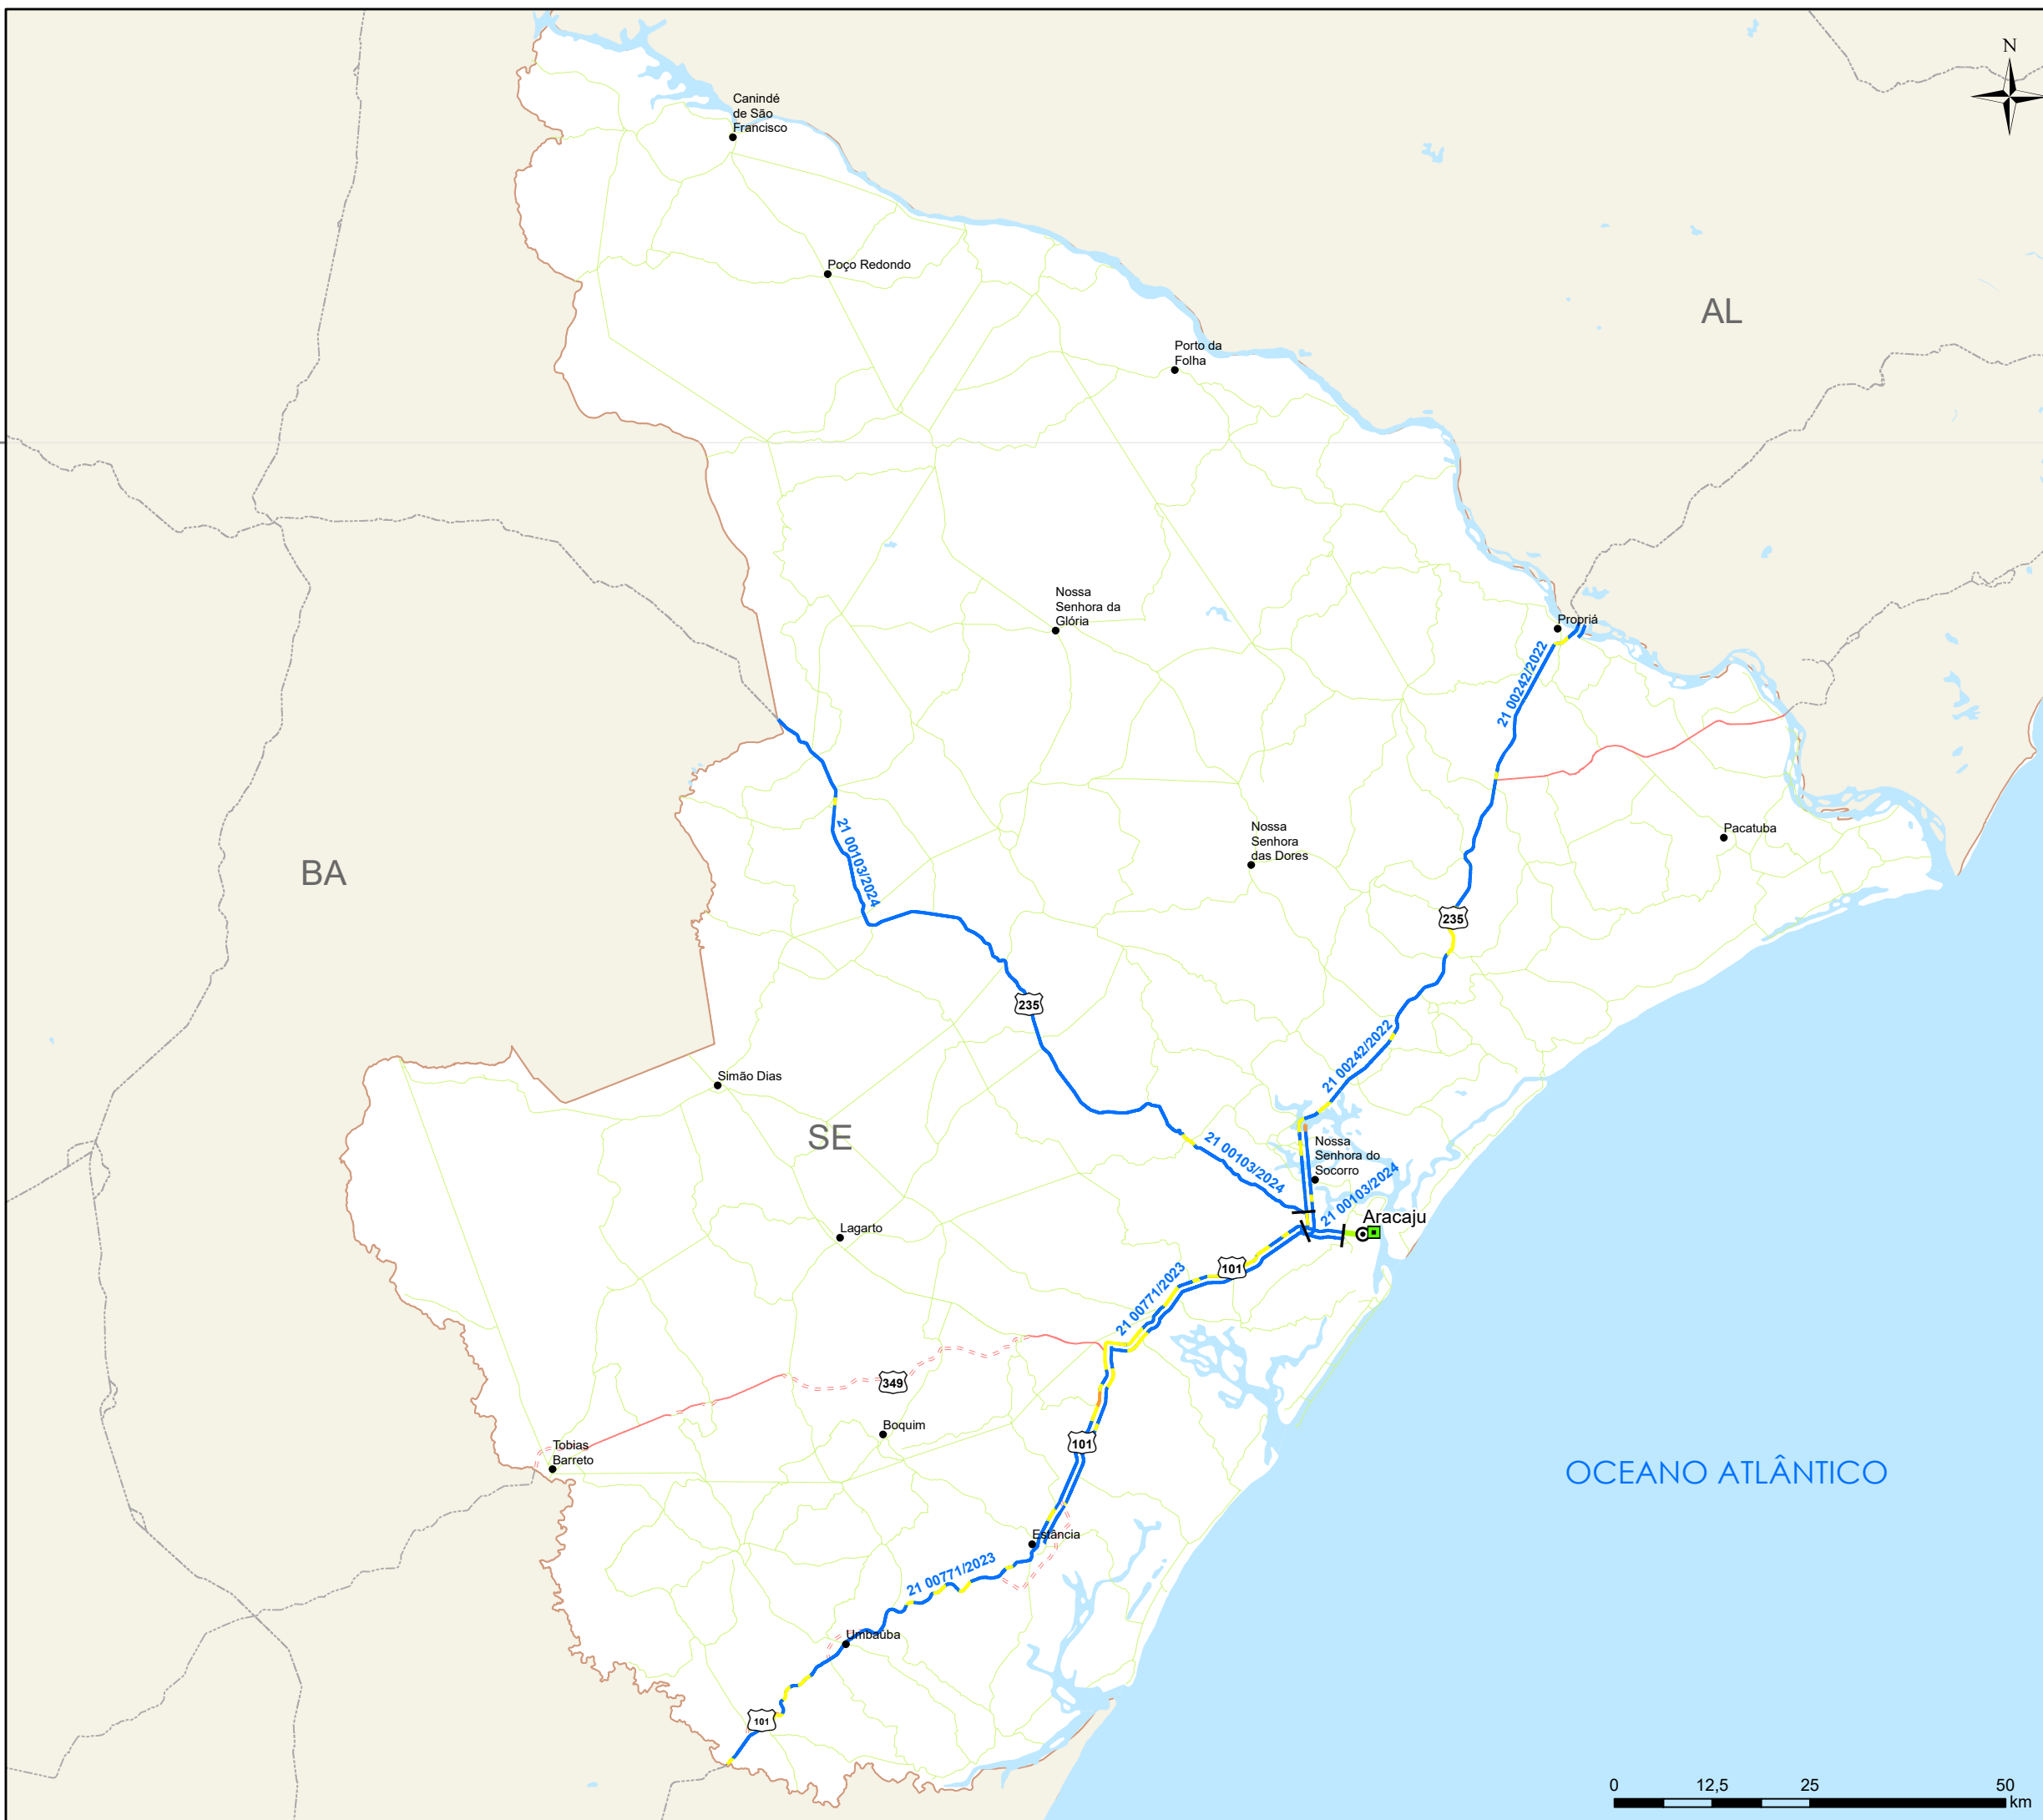 N
Canindé
de São
Francisco
Poço Redondo
AL
Porto da
Folha
Nossa
Senhora da
Glória
Propriá
21 00242/2022
Pacatuba
Nossa
Senhora
das Dores
21 00103/2024
BA
235
235
21 00242/2022
Simão Dias
SE
21 00103/2024
Nossa
Senhora do
Socorro
21 00103/2024
Aracaju
Lagarto
101
21 00771/2023
349
Boquim
101
Tobias
Barreto
OCEANO ATLÂNTICO
Estância
21 00771/2023
Umbaúba
101
0 12,5 25 50
km